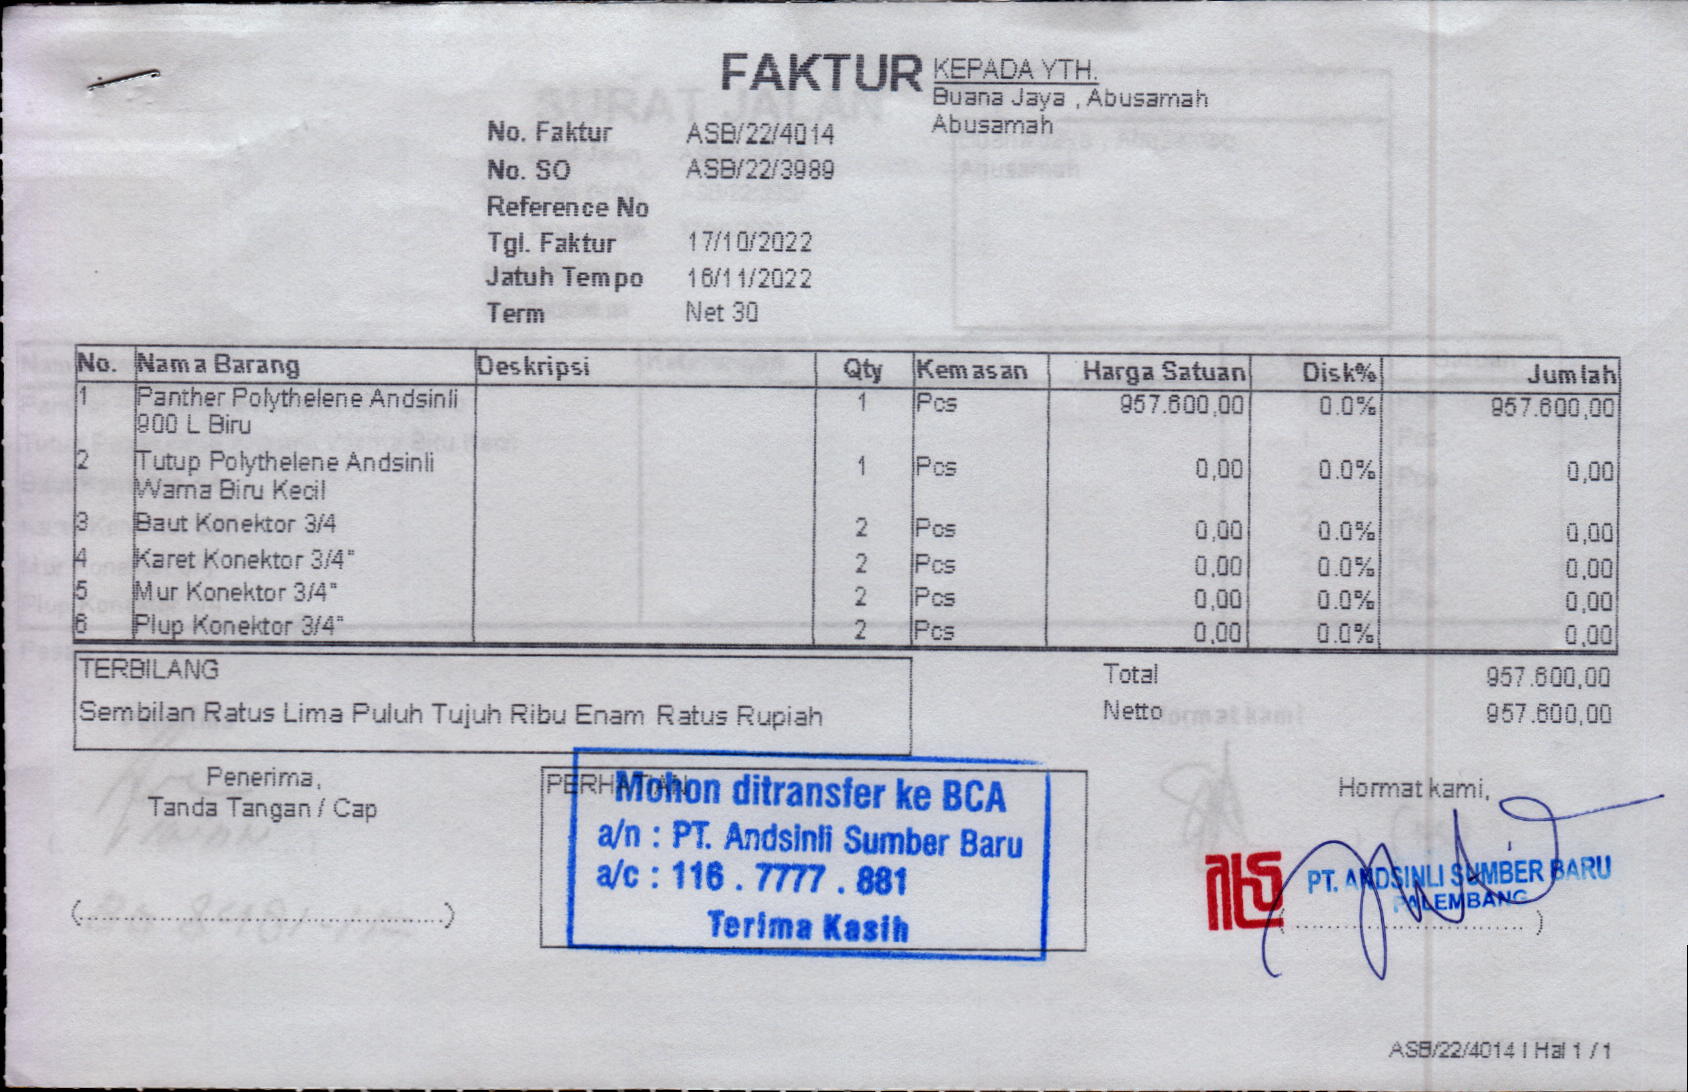 FAKTUR
KEPADA YTH.
Buana Jaya , Abusamah
Abusamah
No. Faktur ASB/22/4014
No. SO ASB/22/3989
Reference No
Tgl. Faktur 17/10/2022
Jatuh Tempo 16/11/2022
Term Net 30
No. Nama Barang Deskripsi Qty Kemasan Harga Satuan Disk% Jumlah
1 Panther Polythelene Andsinli 1 Pcs 957.600,00 0.0% 957.600,00
900 L Biru
2 Tutup Polythelene Andsinli 1 Pcs 0,00 0.0% 0,00
Warna Biru Kecil
3 Baut Konektor 3/4 2 Pcs 0,00 0.0% 0,00
4 Karet Konektor 3/4" 2 Pcs 0,00 0.0% 0,00
5 Mur Konektor 3/4" 2 Pcs 0,00 0.0% 0,00
6 Plup Konektor 3/4" 2 Pcs 0,00 0.0% 0,00
TERBILANG
Sembilan Ratus Lima Puluh Tujuh Ribu Enam Ratus Rupiah
Total 957.600,00
Netto 957.600,00
Penerima,
Tanda Tangan / Cap
(....................................................)
PERHATIAN
Mohon ditransfer ke BCA
a/n : PT. Andsinli Sumber Baru
a/c : 116 . 7777 . 881
Terima Kasih
Hormat kami,
PT. ANDSINLI SUMBER BARU
PALEMBANG
(................................)
ASB/22/4014 | Hal 1 / 1